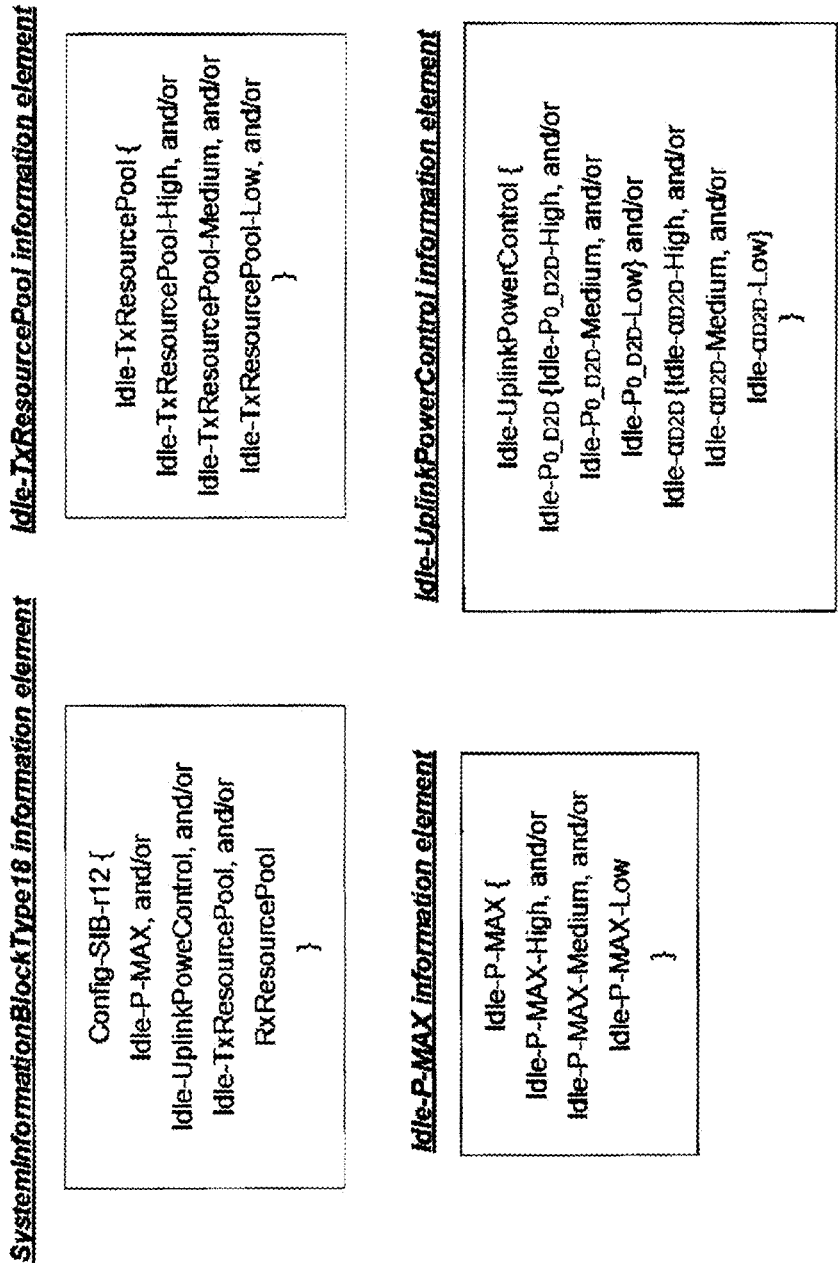 SystemInformationBlockType18 information element
Config-SIB-r12 {
Idle-P-MAX, and/or
Idle-UplinkPoweControl, and/or
Idle-TxResourcePool, and/or
RxResourcePool
}
Idle-TxResourcePool information element
Idle-TxResourcePool {
Idle-TxResourcePool-High, and/or
Idle-TxResourcePool-Medium, and/or
Idle-TxResourcePool-Low, and/or
}
Idle-P-MAX information element
Idle-P-MAX {
Idle-P-MAX-High, and/or
Idle-P-MAX-Medium, and/or
Idle-P-MAX-Low
}
Idle-UplinkPowerControl information element
Idle-UplinkPowerControl {
Idle-P0_D2D {Idle-P0_D2D-High, and/or
Idle-P0_D2D-Medium, and/or
Idle-P0_D2D-Low} and/or
Idle-αD2D {Idle-αD2D-High, and/or
Idle-αD2D-Medium, and/or
Idle-αD2D-Low}
}